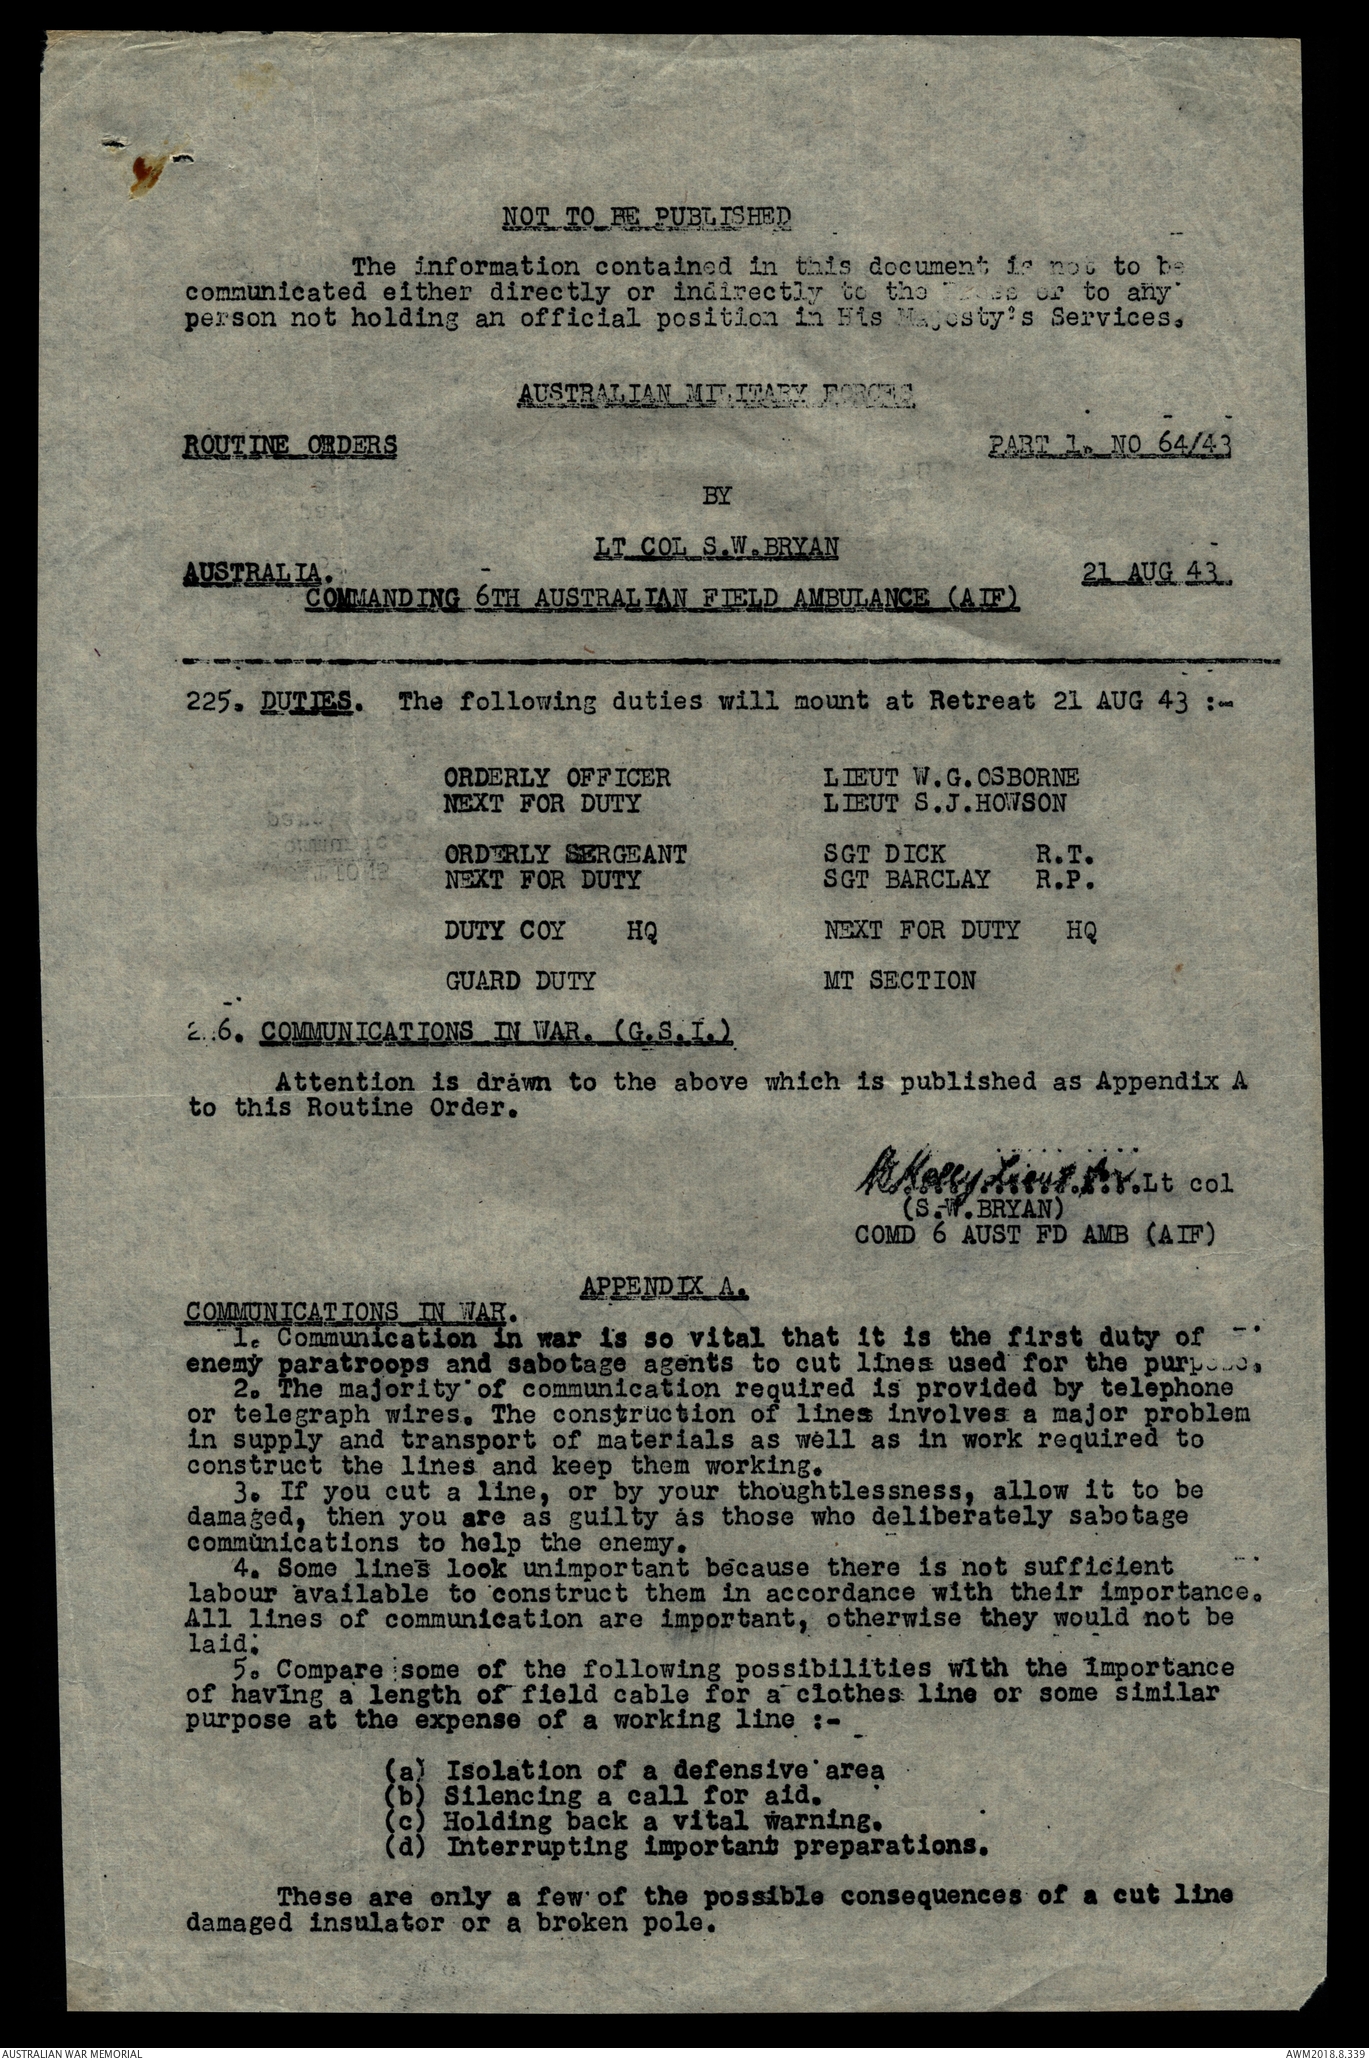 NOT TO BE PUBLISHED
The information contained in this document is not to be
communicated either directly or indirectly to the Press or to any
person not holding an official position in His Majesty's Services.
AUSTRALIAN MILITARY FORCES
ROUTINE ORDERS PART 1. NO 64/43
BY
LT COL S.W.BRYAN
AUSTRALIA. 21 AUG 43.
COMMANDING 6TH AUSTRALIAN FIELD AMBULANCE (AIF)
225. DUTIES. The following duties will mount at Retreat 21 AUG 43 :-
ORDERLY OFFICER LIEUT W.G.OSBORNE
NEXT FOR DUTY LIEUT S.J.HOWSON
ORDERLY SERGEANT SGT DICK R.T.
NEXT FOR DUTY SGT BARCLAY R.P.
DUTY COY HQ NEXT FOR DUTY HQ
GUARD DUTY MT SECTION
226. COMMUNICATIONS IN WAR. (G.S.I.)
Attention is drawn to the above which is published as Appendix A
to this Routine Order.
Kelly Lieut for Lt col
(S.W.BRYAN)
COMD 6 AUST FD AMB (AIF)
APPENDIX A.
COMMUNICATIONS IN WAR.
1. Communication in war is so vital that it is the first duty of
enemy paratroops and sabotage agents to cut lines used for the purpose.
2. The majority of communication required is provided by telephone
or telegraph wires. The construction of lines involves a major problem
in supply and transport of materials as well as in work required to
construct the lines and keep them working.
3. If you cut a line, or by your thoughtlessness, allow it to be
damaged, then you are as guilty as those who deliberately sabotage
communications to help the enemy.
4. Some lines look unimportant because there is not sufficient
labour available to construct them in accordance with their importance.
All lines of communication are important, otherwise they would not be
laid.
5. Compare some of the following possibilities with the importance
of having a length of field cable for a clothes line or some similar
purpose at the expense of a working line :-
(a) Isolation of a defensive area
(b) Silencing a call for aid.
(c) Holding back a vital warning.
(d) Interrupting important preparations.
These are only a few of the possible consequences of a cut line
damaged insulator or a broken pole.
AUSTRALIAN WAR MEMORIAL AWM2018.8.339